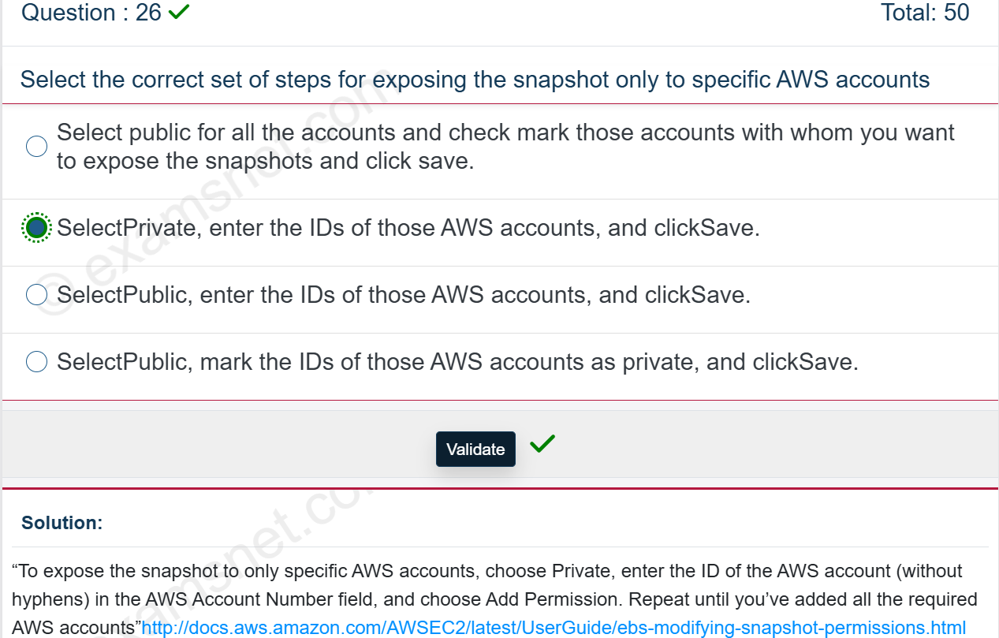 Question : 26
Total: 50
Select the correct set of steps for exposing the snapshot only to specific AWS accounts
Select public for all the accounts and check mark those accounts with whom you want
to expose the snapshots and click save.
SelectPrivate, enter the IDs of those AWS accounts, and clickSave.
SelectPublic, enter the IDs of those AWS accounts, and clickSave.
SelectPublic, mark the IDs of those AWS accounts as private, and clickSave.
© examsnet.com
Validate
Solution:
“To expose the snapshot to only specific AWS accounts, choose Private, enter the ID of the AWS account (without
hyphens) in the AWS Account Number field, and choose Add Permission. Repeat until you’ve added all the required
AWS accounts”http://docs.aws.amazon.com/AWSEC2/latest/UserGuide/ebs-modifying-snapshot-permissions.html